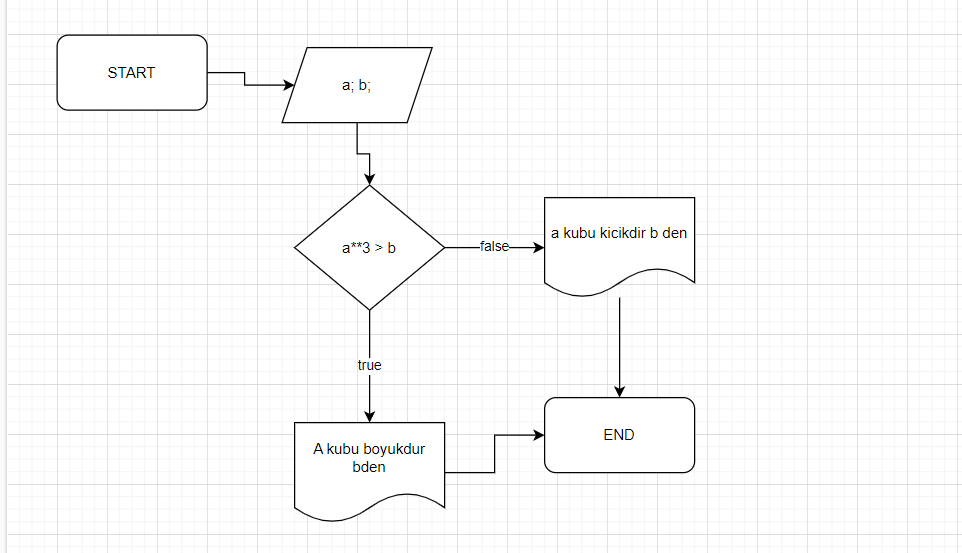 START
a; b;
a**3 > b
false
a kubu kicikdir b den
true
A kubu boyukdur
bden
END